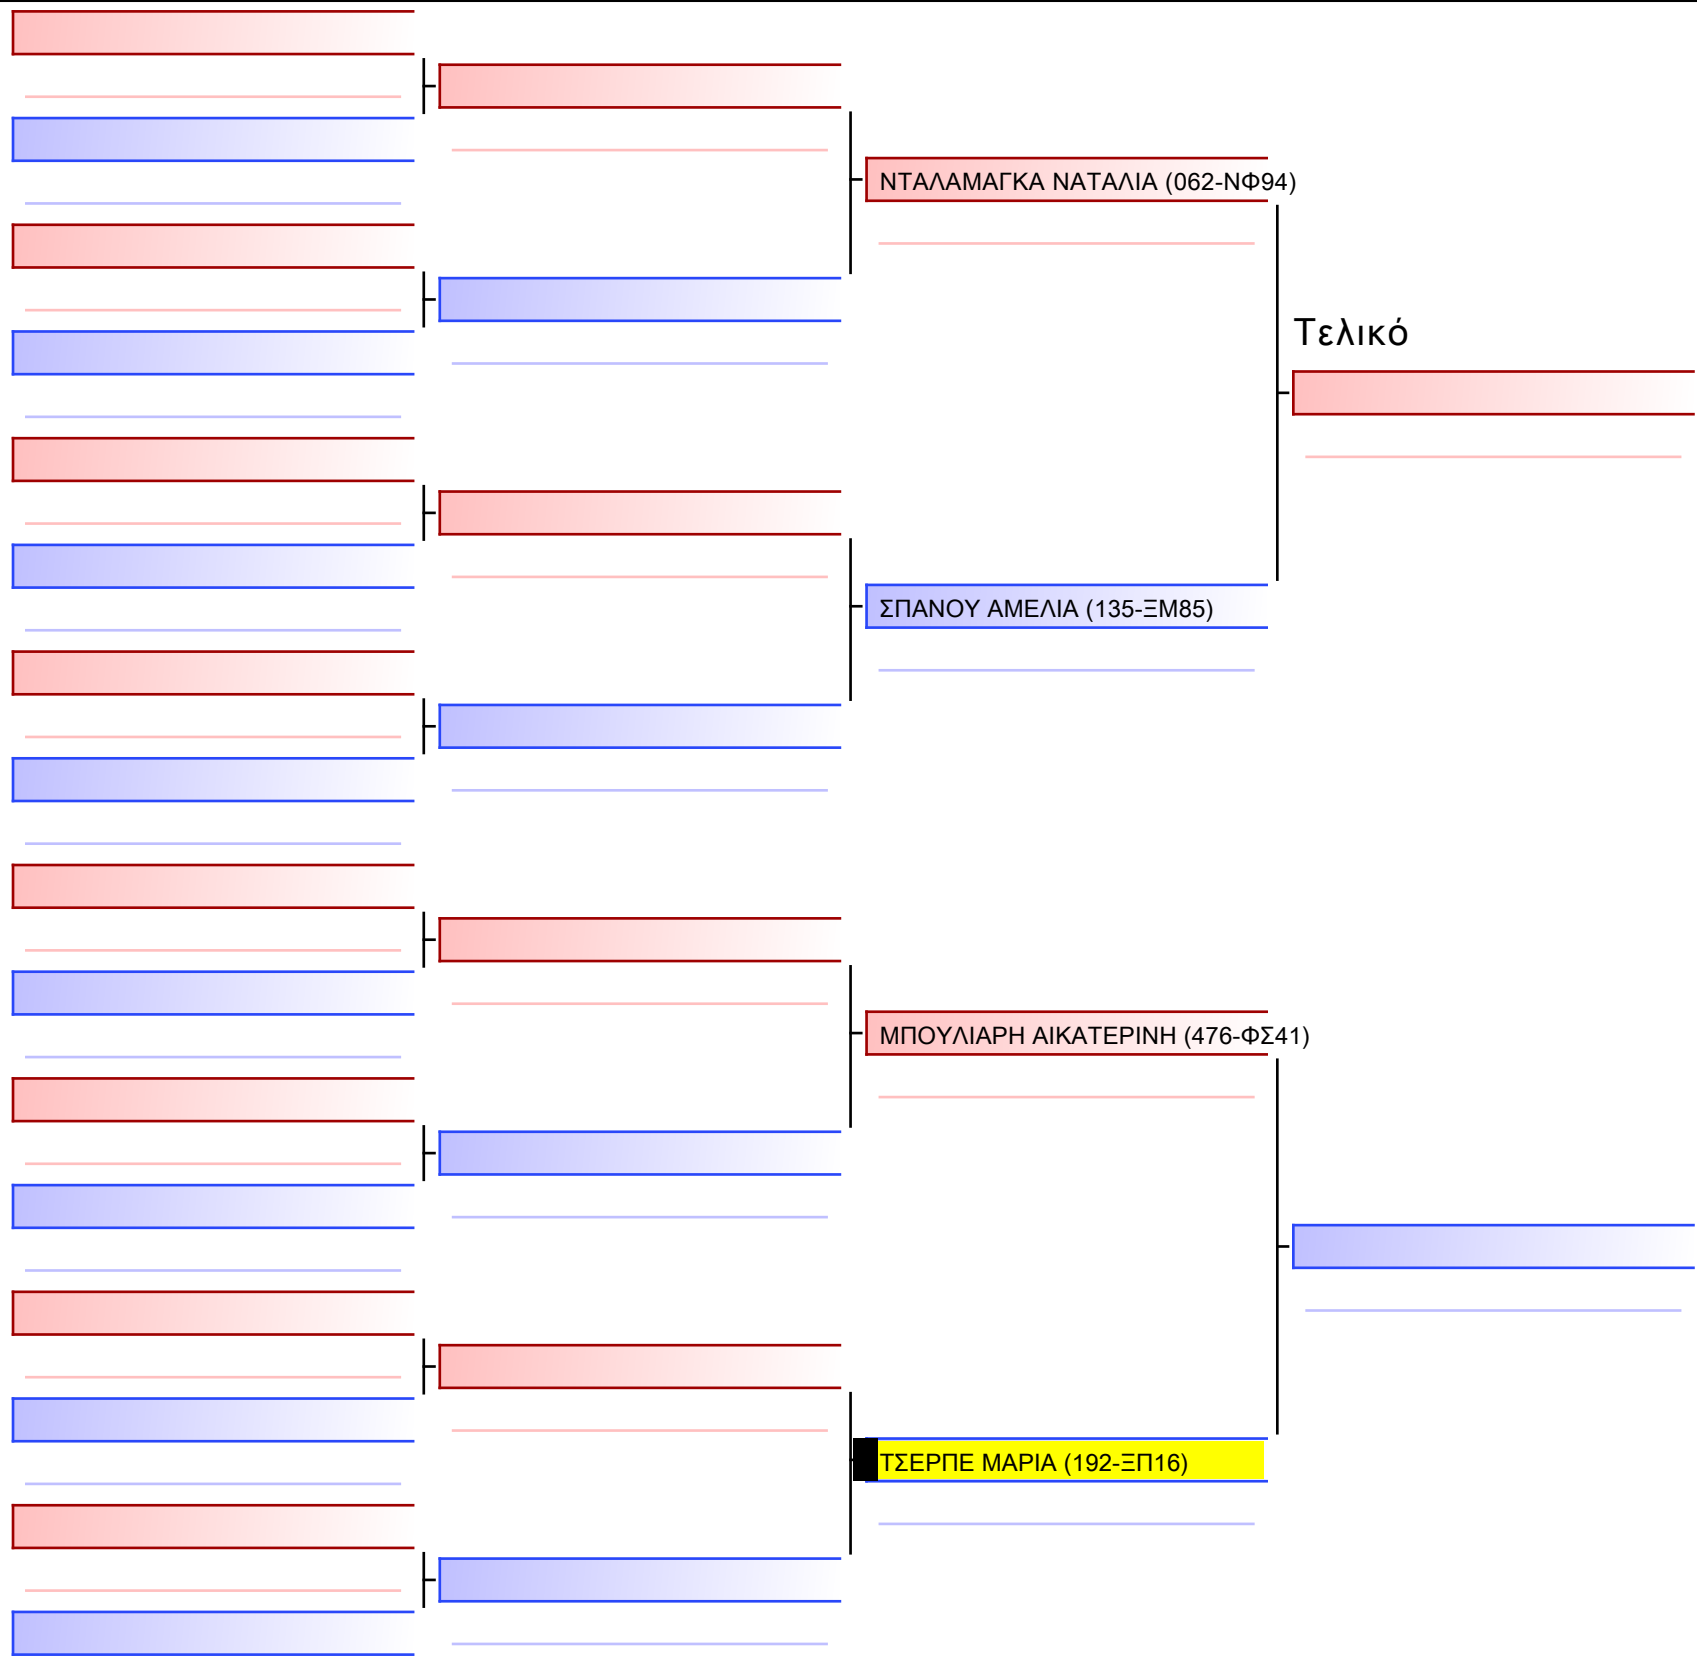 ΝΤΑΛΑΜΑΓΚΑ ΝΑΤΑΛΙΑ (062-ΝΦ94)
Τελικό
ΣΠΑΝΟΥ ΑΜΕΛΙΑ (135-ΞΜ85)
ΜΠΟΥΛΙΑΡΗ ΑΙΚΑΤΕΡΙΝΗ (476-ΦΣ41)
ΤΣΕΡΠΕ ΜΑΡΙΑ (192-ΞΠ16)